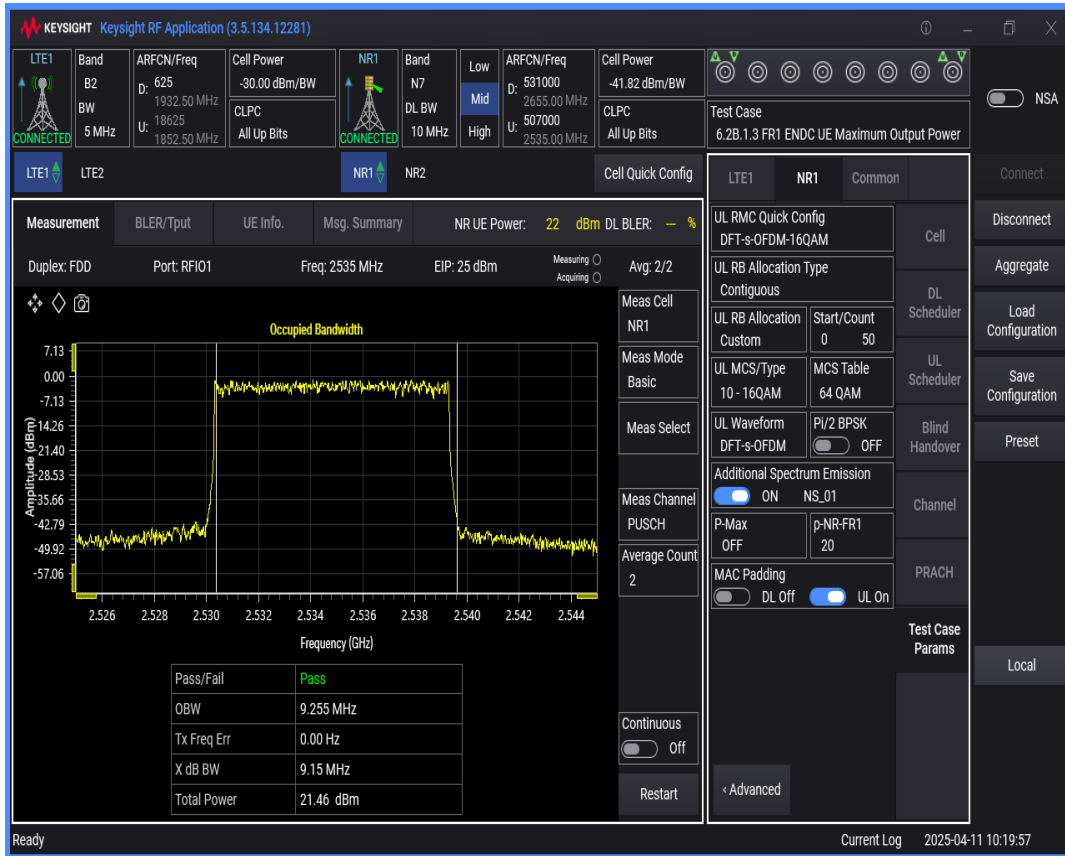 KEYSIGHT Keysight RF Application (3.5.134.12281)
LTE1
CONNECTED
Band
B2
BW
5 MHz
ARFCN/Freq
D: 625
1932.50 MHz
U: 18625
1852.50 MHz
Cell Power
-30.00 dBm/BW
CLPC
All Up Bits
NR1
CONNECTED
Band
N7
DL BW
10 MHz
Low
Mid
High
ARFCN/Freq
D: 531000
2655.00 MHz
U: 507000
2535.00 MHz
Cell Power
-41.82 dBm/BW
CLPC
All Up Bits
Test Case
6.2B.1.3 FR1 ENDC UE Maximum Output Power
NSA
LTE1 LTE2 NR1 NR2 Cell Quick Config
LTE1 NR1 Common
Connect
Disconnect
Aggregate
Load
Configuration
Save
Configuration
Preset
Local
Measurement BLER/Tput UE Info. Msg. Summary NR UE Power: 22 dBm DL BLER: --- %
Duplex: FDD Port: RFIO1 Freq: 2535 MHz EIP: 25 dBm Measuring Avg: 2/2
Acquiring
Occupied Bandwidth
7.13
0.00
-7.13
-14.26
-21.40
-28.53
-35.66
-42.79
-49.92
-57.06
Amplitude (dBm)
2.526 2.528 2.530 2.532 2.534 2.536 2.538 2.540 2.542 2.544
Frequency (GHz)
Pass/Fail Pass
OBW 9.255 MHz
Tx Freq Err 0.00 Hz
X dB BW 9.15 MHz
Total Power 21.46 dBm
Meas Cell
NR1
Meas Mode
Basic
Meas Select
Meas Channel
PUSCH
Average Count
2
Continuous
Off
Restart
UL RMC Quick Config
DFT-s-OFDM-16QAM
UL RB Allocation Type
Contiguous
UL RB Allocation Start/Count
Custom 0 50
UL MCS/Type MCS Table
10 - 16QAM 64 QAM
UL Waveform Pi/2 BPSK
DFT-s-OFDM OFF
Additional Spectrum Emission
ON NS_01
P-Max p-NR-FR1
OFF 20
MAC Padding
DL Off UL On
‹ Advanced
Cell
DL
Scheduler
UL
Scheduler
Blind
Handover
Channel
PRACH
Test Case
Params
Ready Current Log 2025-04-11 10:19:57